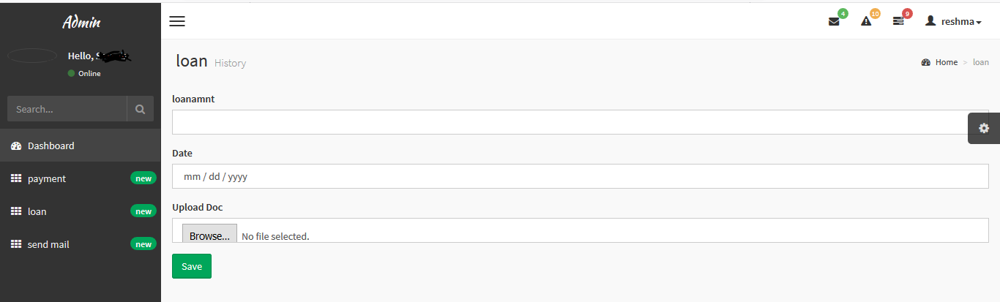 Admin
4
10
9
reshma
Hello, S
Online
loan History
Home > loan
Search...
Dashboard
payment new
loan new
send mail new
loanamnt
Date
mm / dd / yyyy
Upload Doc
Browse... No file selected.
Save